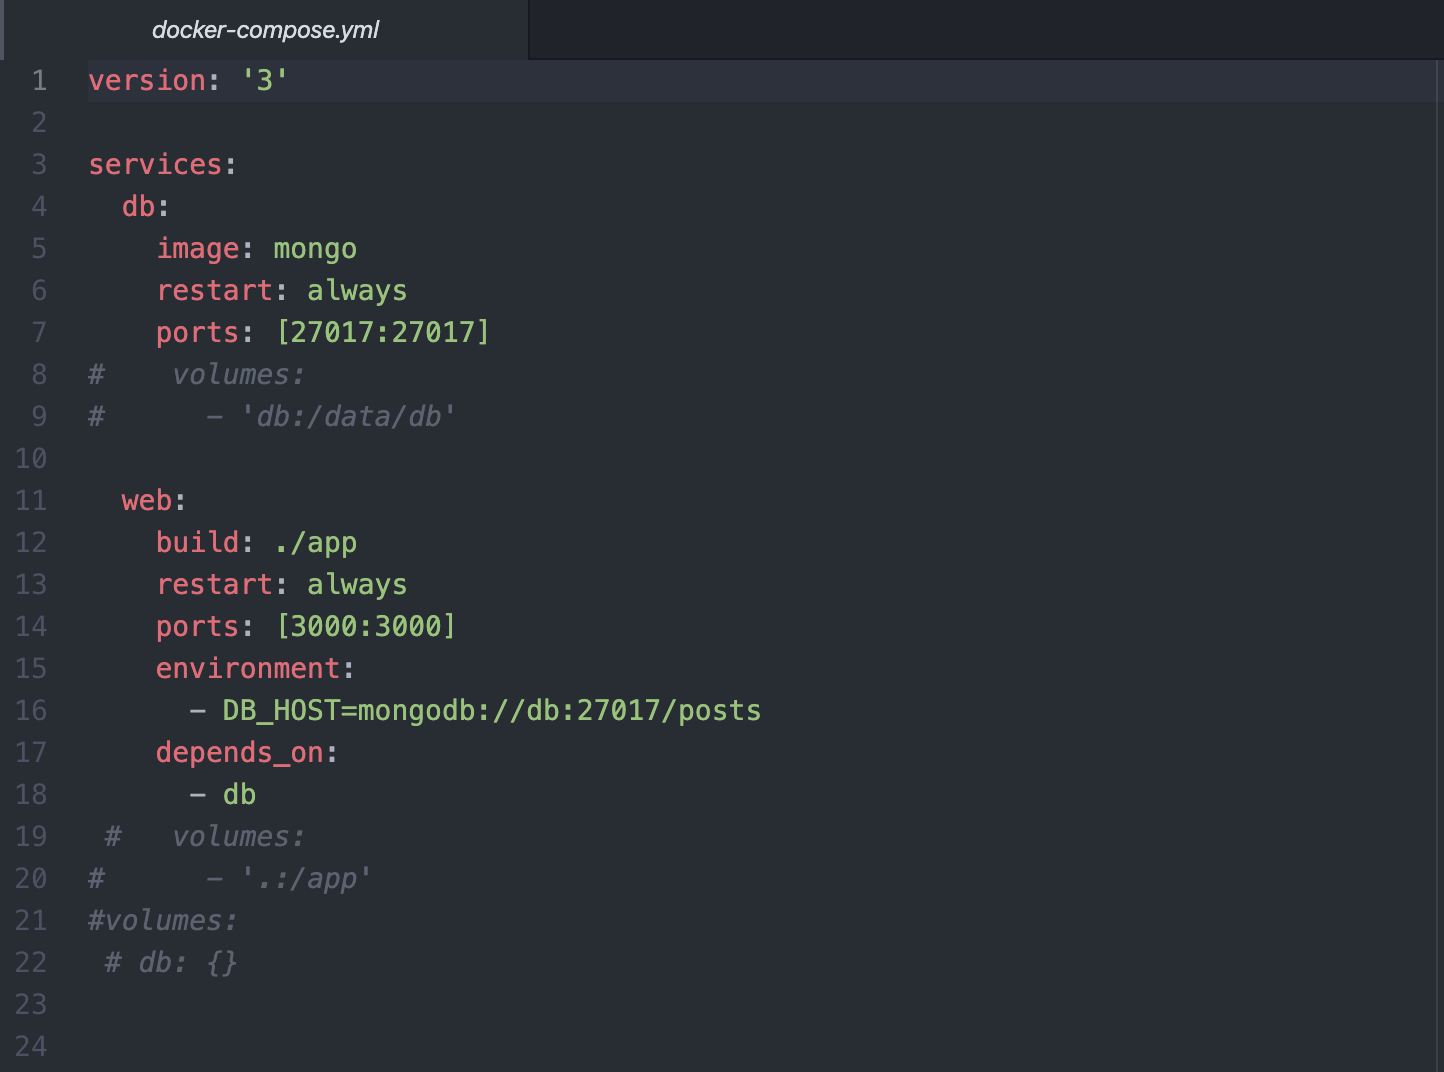 docker-compose.yml
1 version: '3'
2
3 services:
4   db:
5     image: mongo
6     restart: always
7     ports: [27017:27017]
8 #    volumes:
9 #      - 'db:/data/db'
10
11   web:
12     build: ./app
13     restart: always
14     ports: [3000:3000]
15     environment:
16       - DB_HOST=mongodb://db:27017/posts
17     depends_on:
18       - db
19  #   volumes:
20 #      - '.:/app'
21 #volumes:
22  # db: {}
23
24